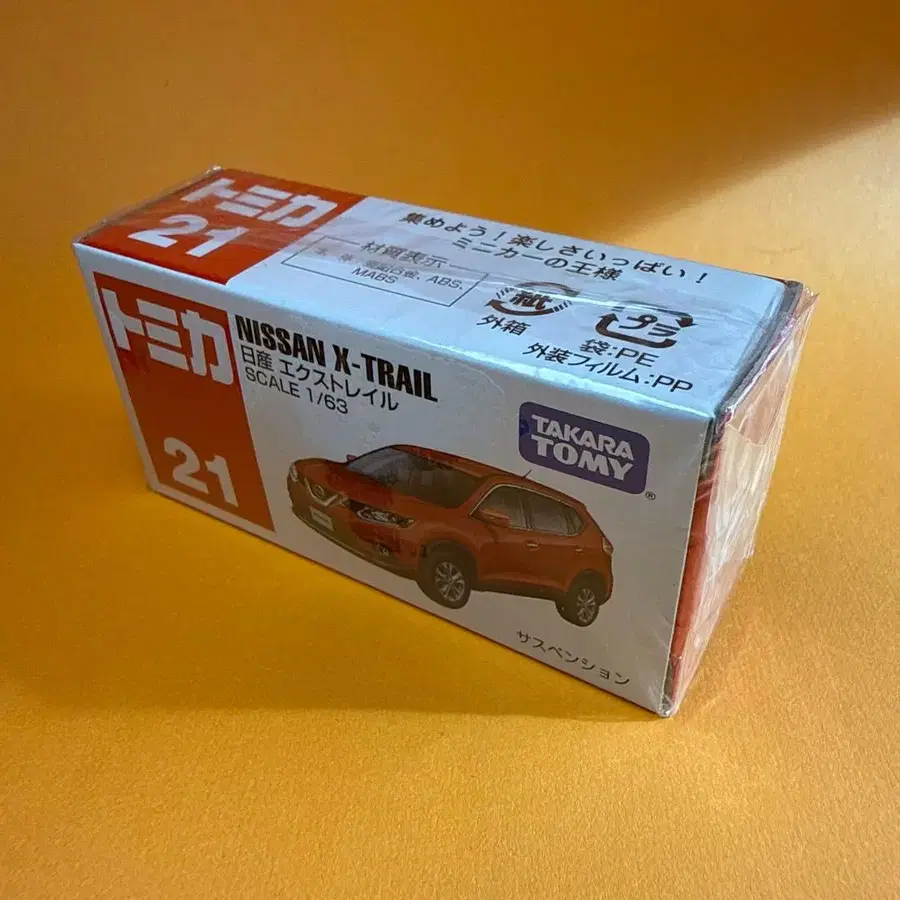 トミカ
21
集めよう！楽しさいっぱい！
ミニカーの王様
材質表示
ABS,
MABS
紙
外箱
プラ
袋:PE
外装フィルム:PP
トミカ
21
NISSAN X-TRAIL
日産 エクストレイル
SCALE 1/63
TAKARA
TOMY
®
サスペンション